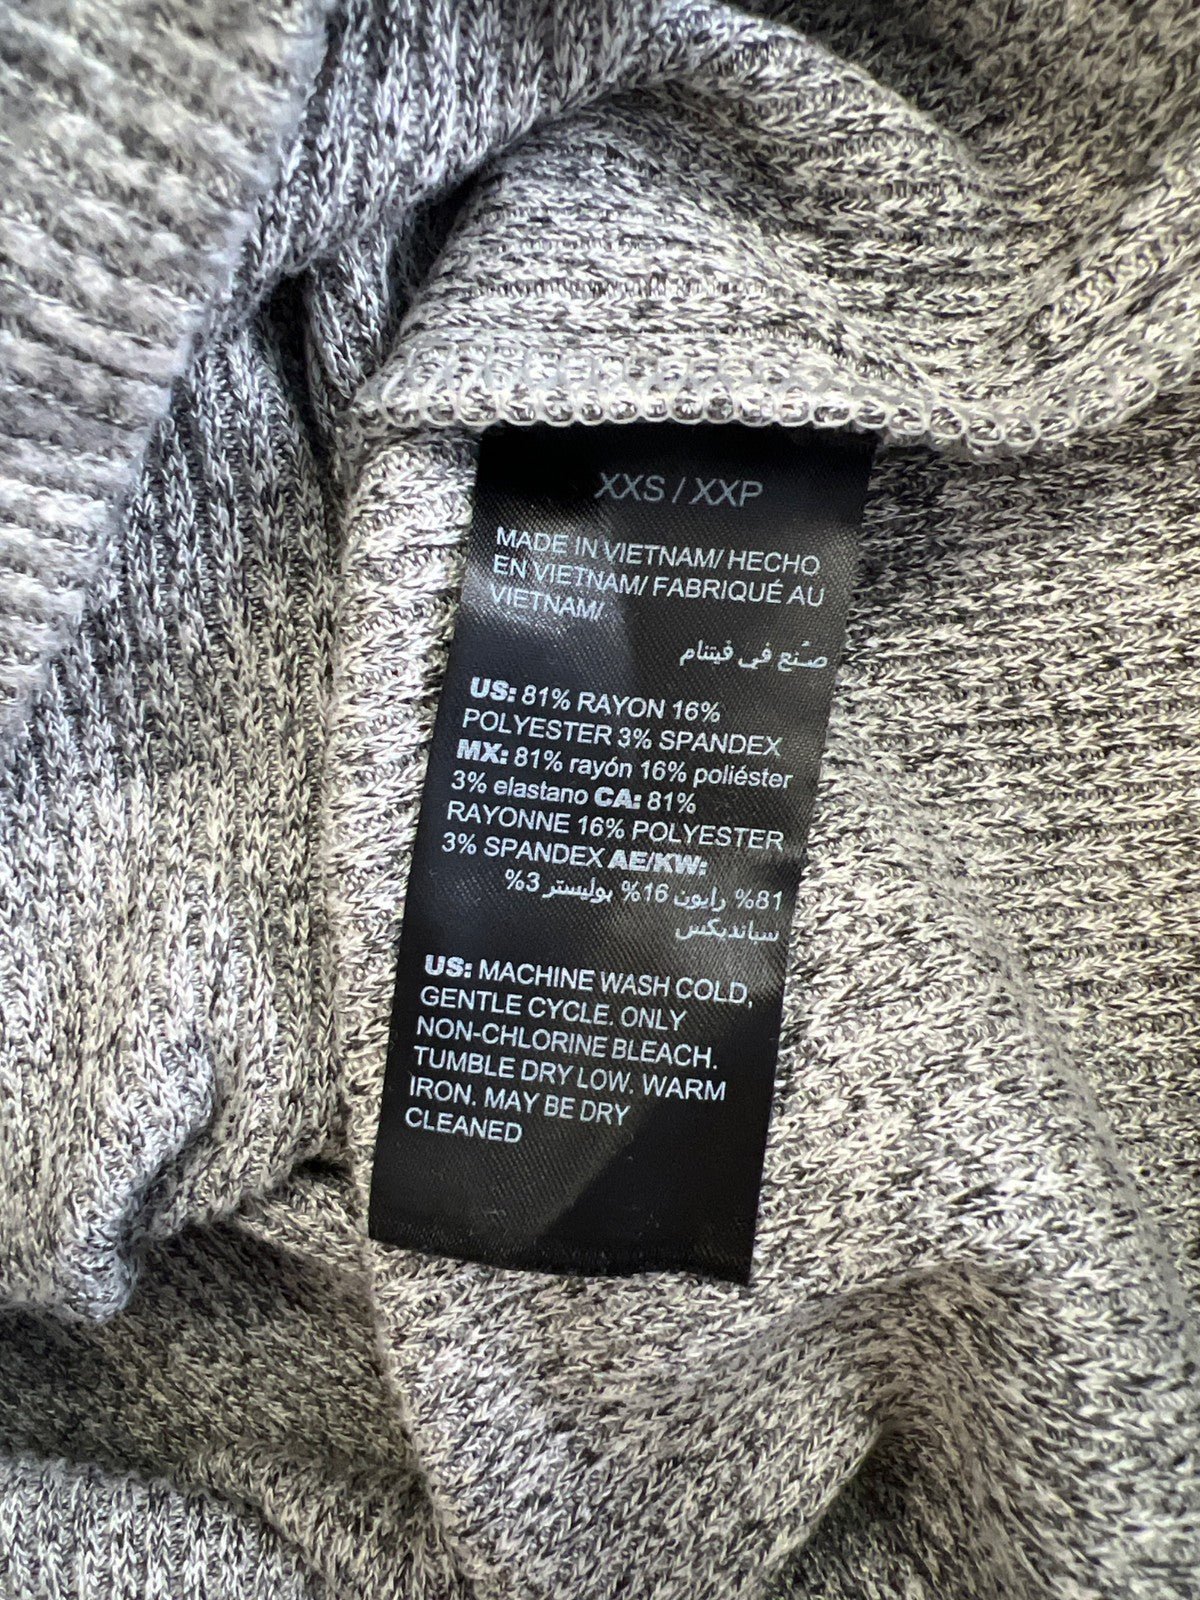 XXS / XXP
MADE IN VIETNAM/ HECHO
EN VIETNAM/ FABRIQUÉ AU
VIETNAM/
صنع في فيتنام
US: 81% RAYON 16%
POLYESTER 3% SPANDEX
MX: 81% rayón 16% poliéster
3% elastano CA: 81%
RAYONNE 16% POLYESTER
3% SPANDEX AE/KW:
81% رايون 16% بوليستر 3%
سبانديكس
US: MACHINE WASH COLD,
GENTLE CYCLE. ONLY
NON-CHLORINE BLEACH.
TUMBLE DRY LOW. WARM
IRON. MAY BE DRY
CLEANED